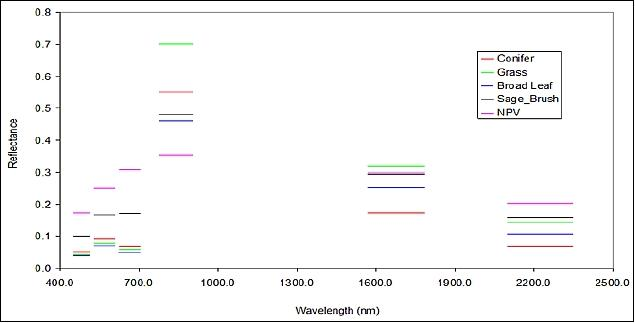 0.8
0.7
0.6
0.5
0.4
0.3
0.2
0.1
0.0
Reflectance
400.0 700.0 1000.0 1300.0 1600.0 1900.0 2200.0 2500.0
Wavelength (nm)
Conifer
Grass
Broad Leaf
Sage_Brush
NPV